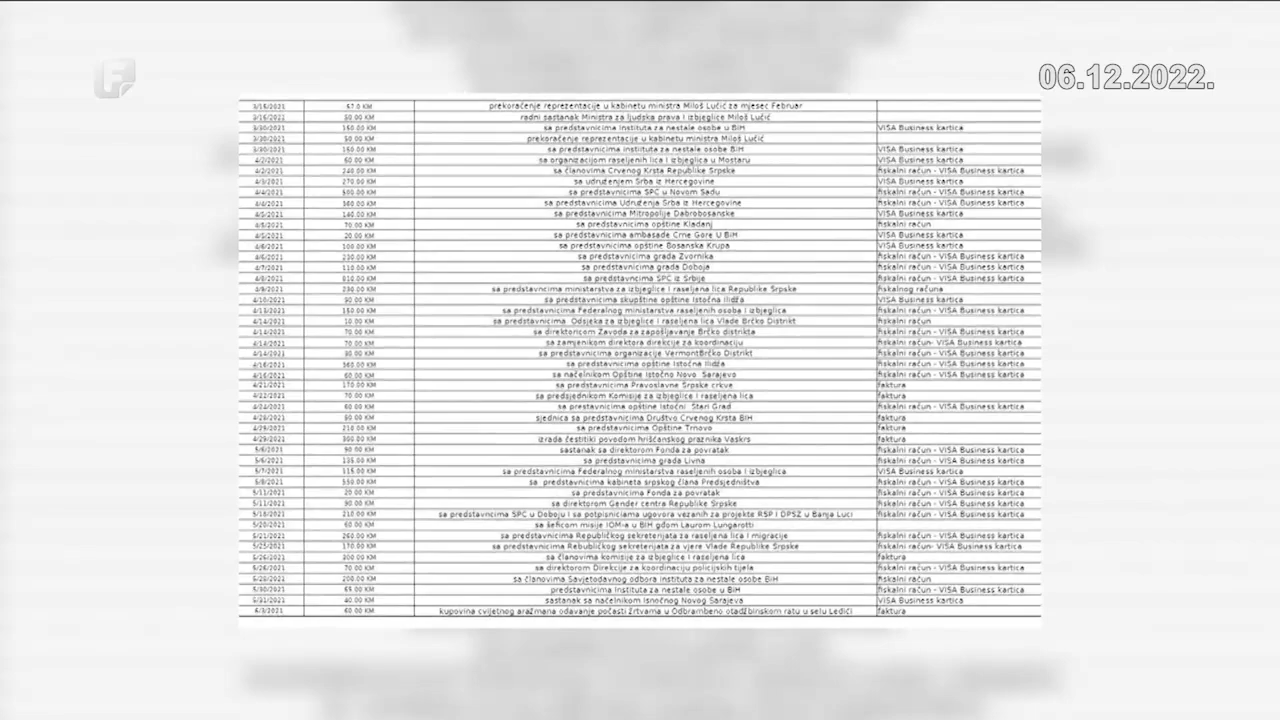 06.12.2022.
3/15/2021 57.0 KM prekoračenje reprezentacije u kabinetu ministra Miloš Lučić za mjesec Februar
3/16/2021 50.00 KM radni sastanak Ministra za ljudska prava i izbjeglice Miloš Lučić
3/30/2021 150.00 KM sa predstavnicima Instituta za nestale osobe u BiH VISA Business kartica
3/30/2021 50.00 KM prekoračenje reprezentacije u kabinetu ministra Miloš Lučić
3/30/2021 150.00 KM sa predstavnicima instituta za nestale osobe BiH VISA Business kartica
4/2/2021 60.00 KM sa organizacijom raseljenih lica i izbjeglica u Mostaru VISA Business kartica
4/2/2021 240.00 KM sa članovima Crvenog Krsta Republike Srpske fiskalni račun - VISA Business kartica
4/3/2021 270.00 KM sa udruženjem Srba iz Hercegovine VISA Business kartica
4/4/2021 500.00 KM sa predstavnicima SPC u Novom Sadu fiskalni račun - VISA Business kartica
4/4/2021 360.00 KM sa predstavnicima Udruženja Srba iz Hercegovine fiskalni račun - VISA Business kartica
4/5/2021 140.00 KM sa predstavnicima Mitropolije Dabrobosanske VISA Business kartica
4/5/2021 70.00 KM sa predstavnicima opštine Kladanj fiskalni račun
4/5/2021 20.00 KM sa predstavnicima ambasade Crne Gore U BiH VISA Business kartica
4/6/2021 100.00 KM sa predstavnicima opštine Bosanska Krupa VISA Business kartica
4/6/2021 230.00 KM sa predstavnicima grada Zvornika fiskalni račun - VISA Business kartica
4/7/2021 110.00 KM sa predstavnicima grada Doboja fiskalni račun - VISA Business kartica
4/8/2021 810.00 KM sa predstavncima SPC iz Srbije fiskalni račun - VISA Business kartica
4/9/2021 230.00 KM sa predstavncima ministarstva za izbjeglice i raseljena lica Republike Srpske fiskalnog računa
4/10/2021 90.00 KM sa predstavnicima skupštine opštine Istočna Ilidža VISA Business kartica
4/13/2021 150.00 KM sa predstavnicima Federalnog ministarstva raseljenih osoba i izbjeglica fiskalni račun - VISA Business kartica
4/14/2021 10.00 KM sa predstavnicima Odsjeka za izbjeglice i raseljena lica Vlade Brčko Distrikt fiskalni račun
4/14/2021 70.00 KM sa direktoricom Zavoda za zapošljavanje Brčko distrikta fiskalni račun - VISA Business kartica
4/14/2021 70.00 KM sa zamjenikom direktora direkcije za koordinaciju fiskalni račun- VISA Business kartica
4/14/2021 30.00 KM sa predstavnicima organizacije VermontBrčko Distrikt fiskalni račun - VISA Business kartica
4/16/2021 360.00 KM sa predstavnicima opštine Istočna Ilidža fiskalni račun - VISA Business kartica
4/16/2021 60.00 KM sa načelnikom Opštine Istočno Novo Sarajevo fiskalni račun - VISA Business kartica
4/21/2021 170.00 KM sa predstavnicima Pravoslavne Srpske crkve faktura
4/22/2021 70.00 KM sa predsjednikom Komisije za izbjeglice i raseljena lica faktura
4/24/2021 60.00 KM sa prestavnicima opštine Istočni Stari Grad fiskalni račun - VISA Business kartica
4/28/2021 50.00 KM sjednica sa predstavnicima Društvo Crvenog Krsta BIH faktura
4/29/2021 210.00 KM sa predstavnicima Opštine Trnovo faktura
4/29/2021 300.00 KM izrada čestitiki povodom hrišćanskog praznika Vaskrs faktura
5/6/2021 90.00 KM sastanak sa direktorom Fonda za povratak fiskalni račun - VISA Business kartica
5/6/2021 135.00 KM sa predstavnicima grada Livna fiskalni račun - VISA Business kartica
5/7/2021 115.00 KM sa predstavnicima Federalnog ministarstva raseljenih osoba i izbjeglica VISA Business kartica
5/8/2021 550.00 KM sa predstavnicima kabineta srpskog člana Predsjedništva fiskalni račun - VISA Business kartica
5/11/2021 20.00 KM sa predstavnicima Fonda za povratak fiskalni račun - VISA Business kartica
5/11/2021 90.00 KM sa direktorom Gender centra Republike Srpske fiskalni račun - VISA Business kartica
5/18/2021 210.00 KM sa predstavncima SPC u Doboju i sa potpisniciama ugovora vezanih za projekte RSP i DPSZ u Banja Luci fiskalni račun - VISA Business kartica
5/20/2021 60.00 KM sa šeficom misije IOM-a u BiH gđom Laurom Lungarotti
5/21/2021 260.00 KM sa predstavnicima Republičkog sekreterijata za raseljena lica i migracije fiskalni račun - VISA Business kartica
5/25/2021 170.00 KM sa predstavnicima Rebubličkog sekreterijata za vjere Vlade Republike Srpske fiskalni račun- VISA Business kartica
5/26/2021 300.00 KM sa članovima komisije za izbjeglice i raseljena lica faktura
5/26/2021 70.00 KM sa direktorom Direkcije za koordinaciju policijskih tijela fiskalni račun - VISA Business kartica
5/28/2021 200.00 KM sa članovima Savjetodavnog odbora Instituta za nestale osobe BiH fiskalni račun
5/30/2021 65.00 KM predstavnicima Instituta za nestale osobe u BiH fiskalni račun - VISA Business kartica
5/31/2021 40.00 KM sastanak sa načelnikom Isnočnog Novog Sarajeva VISA Business kartica
6/3/2021 60.00 KM kupovina cvijetnog aražmana odavanje počasti žrtvama u Odbrambeno otadžbinskom ratu u selu Ledići faktura